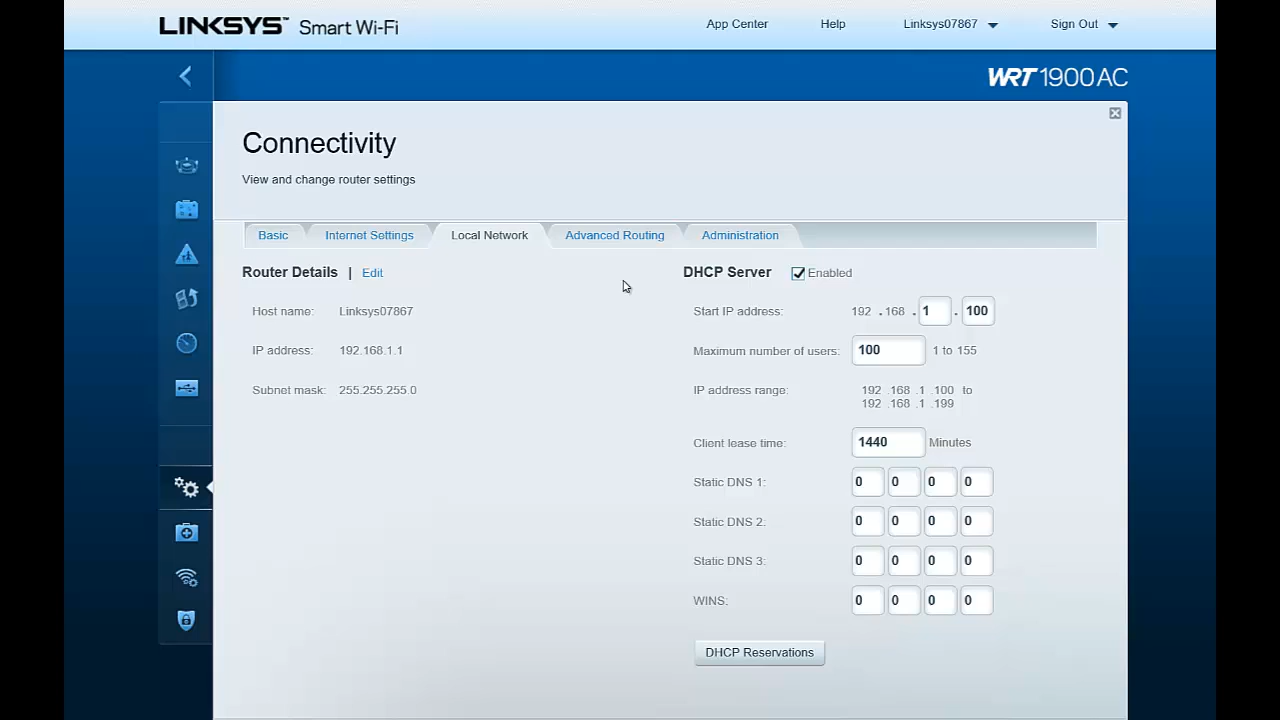 LINKSYS™ Smart Wi-Fi
App Center
Help
Linksys07867
Sign Out
WRT1900AC
Connectivity
View and change router settings
Basic
Internet Settings
Local Network
Advanced Routing
Administration
Router Details | Edit
Host name: Linksys07867
IP address: 192.168.1.1
Subnet mask: 255.255.255.0
DHCP Server Enabled
Start IP address: 192 . 168 . 1 . 100
Maximum number of users: 100 1 to 155
IP address range: 192 .168 .1 .100 to
192 .168 .1 .199
Client lease time: 1440 Minutes
Static DNS 1: 0 0 0 0
Static DNS 2: 0 0 0 0
Static DNS 3: 0 0 0 0
WINS: 0 0 0 0
DHCP Reservations